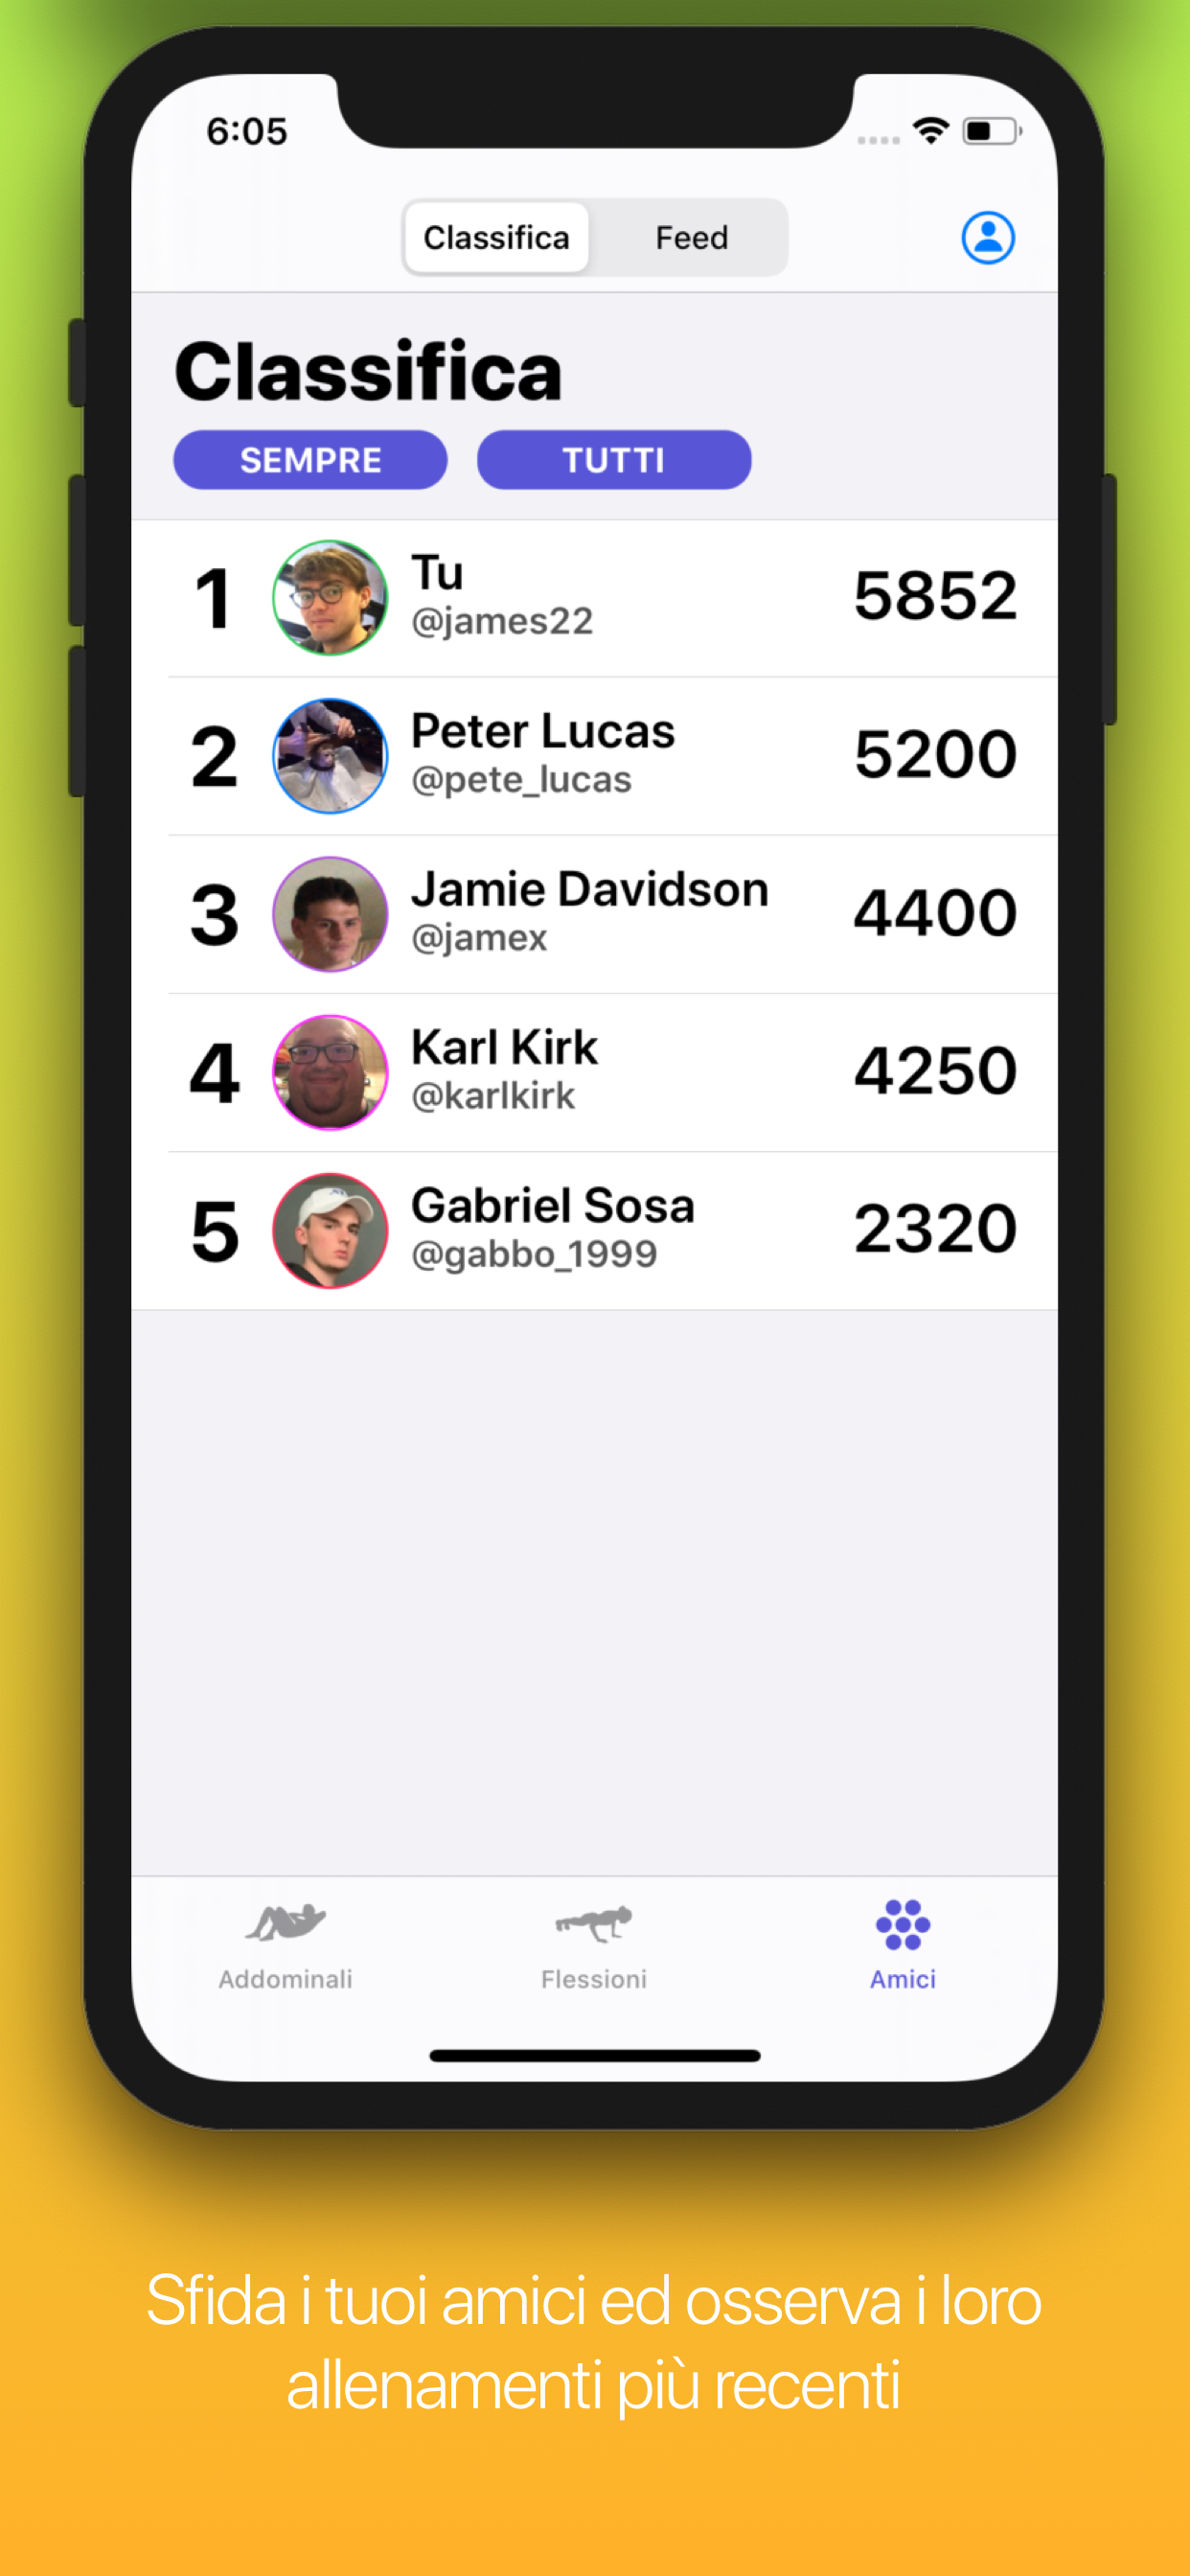 6:05
Classifica
Feed
Classifica
SEMPRE
TUTTI
1
Tu
@james22
5852
2
Peter Lucas
@pete_lucas
5200
3
Jamie Davidson
@jamex
4400
4
Karl Kirk
@karlkirk
4250
5
Gabriel Sosa
@gabbo_1999
2320
Addominali
Flessioni
Amici
Sfida i tuoi amici ed osserva i loro
allenamenti più recenti